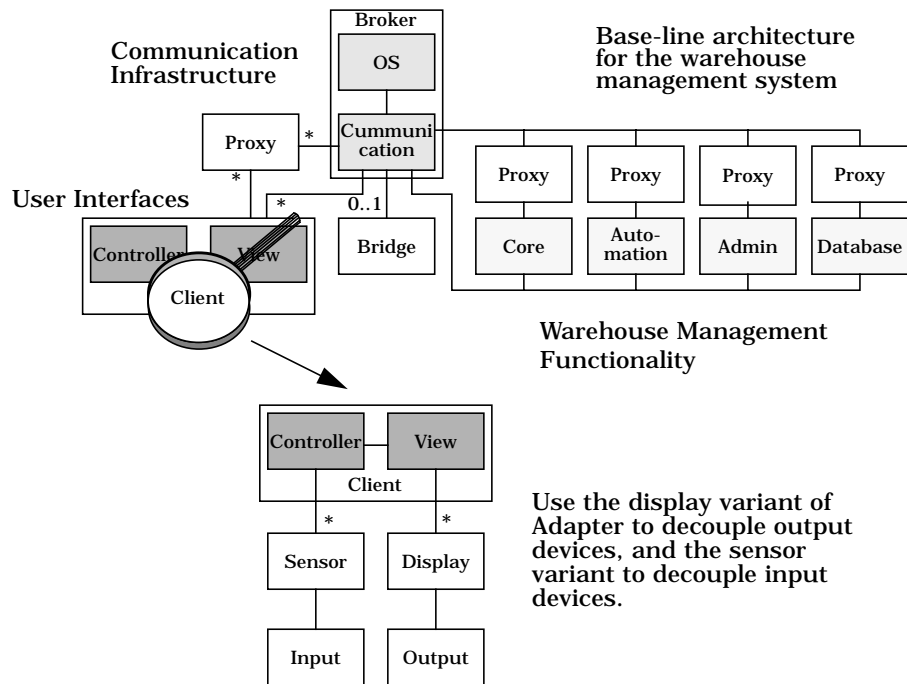 Broker
Communication
Infrastructure
OS
Base-line architecture
for the warehouse
management system
Cummuni
cation
Proxy
*
*
Proxy
Proxy
Proxy
Proxy
User Interfaces
*
0..1
Controller
View
Bridge
Core
Auto-
mation
Admin
Database
Client
Warehouse Management
Functionality
Controller
View
Client
Use the display variant of
Adapter to decouple output
devices, and the sensor
variant to decouple input
devices.
*
*
Sensor
Display
Input
Output